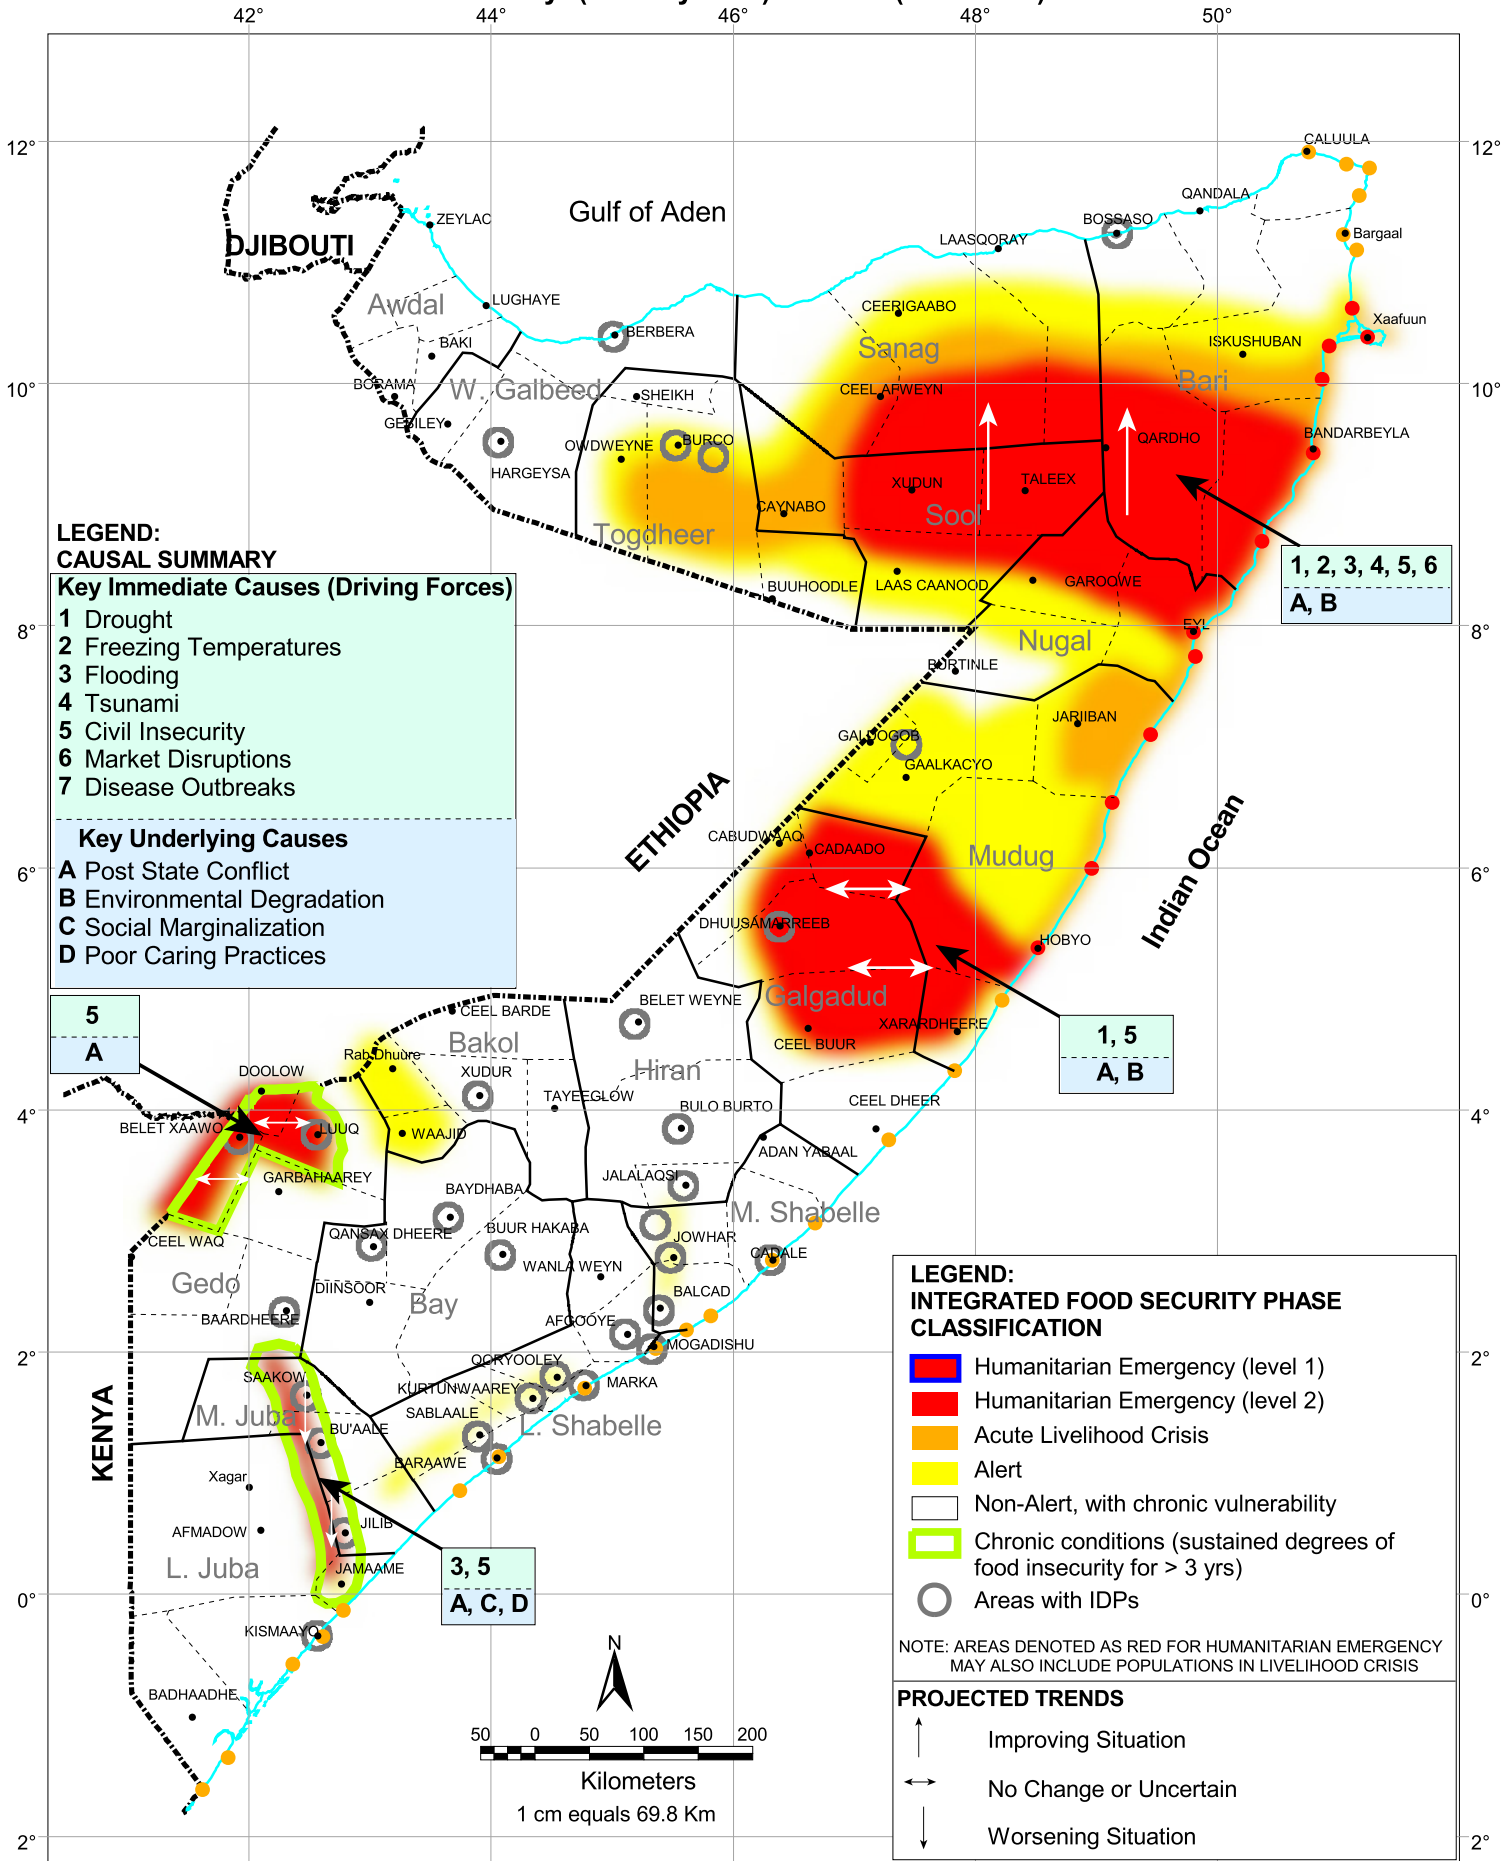 42°
44°
46°
48°
50°
12°
12°
CALUULA
QANDALA
BOSSASO
Bargaal
ZEYLAC
Gulf of Aden
DJIBOUTI
LAASQORAY
Awdal
LUGHAYE
CEERIGAABO
BERBERA
Xaafuun
BAKI
Sanag
ISKUSHUBAN
10°
10°
BORAMA
W. Galbeed
SHEIKH
CEEL AFWEYN
Bari
GEBILEY
OWDWEYNE
BURCO
QARDHO
BANDARBEYLA
HARGEYSA
XUDUN
TALEEX
CAYNABO
Sool
Togdheer
LEGEND:
CAUSAL SUMMARY
Key Immediate Causes (Driving Forces)
1 Drought
2 Freezing Temperatures
3 Flooding
4 Tsunami
5 Civil Insecurity
6 Market Disruptions
7 Disease Outbreaks
Key Underlying Causes
A Post State Conflict
B Environmental Degradation
C Social Marginalization
D Poor Caring Practices
BUUHOODLE
LAAS CAANOOD
GAROOWE
1, 2, 3, 4, 5, 6
A, B
8°
8°
EYL
Nugal
BURTINLE
JARIIBAN
GALDOGOB
GAALKACYO
ETHIOPIA
CABUDWAAQ
CADAADO
Mudug
Indian Ocean
6°
6°
DHUUSAMARREEB
HOBYO
Galgadud
5
A
CEEL BARDE
BELET WEYNE
XARARDHEERE
Bakol
CEEL BUUR
1, 5
A, B
Rab Dhuure
DOOLOW
XUDUR
Hiran
TAYEEGLOW
4°
4°
BULO BURTO
CEEL DHEER
BELET XAAWO
LUUQ
WAAJID
ADAN YABAAL
GARBAHAAREY
JALALAQSI
BAYDHABA
M. Shabelle
CEEL WAQ
QANSAX DHEERE
BUUR HAKABA
JOWHAR
CADALE
WANLA WEYN
Gedo
DIINSOOR
Bay
BALCAD
BAARDHEERE
AFGOOYE
MOGADISHU
2°
2°
QORYOOLEY
SAAKOW
KURTUNWAAREY
MARKA
M. Juba
SABLAALE
L. Shabelle
BU'AALE
KENYA
BARAAWE
Xagar
AFMADOW
JILIB
L. Juba
JAMAAME
3, 5
A, C, D
0°
0°
KISMAAYO
BADHAADHE
LEGEND:
INTEGRATED FOOD SECURITY PHASE
CLASSIFICATION
Humanitarian Emergency (level 1)
Humanitarian Emergency (level 2)
Acute Livelihood Crisis
Alert
Non-Alert, with chronic vulnerability
Chronic conditions (sustained degrees of
food insecurity for > 3 yrs)
Areas with IDPs
NOTE: AREAS DENOTED AS RED FOR HUMANITARIAN EMERGENCY
MAY ALSO INCLUDE POPULATIONS IN LIVELIHOOD CRISIS
PROJECTED TRENDS
Improving Situation
No Change or Uncertain
Worsening Situation
N
50 0 50 100 150 200
Kilometers
1 cm equals 69.8 Km
2°
2°